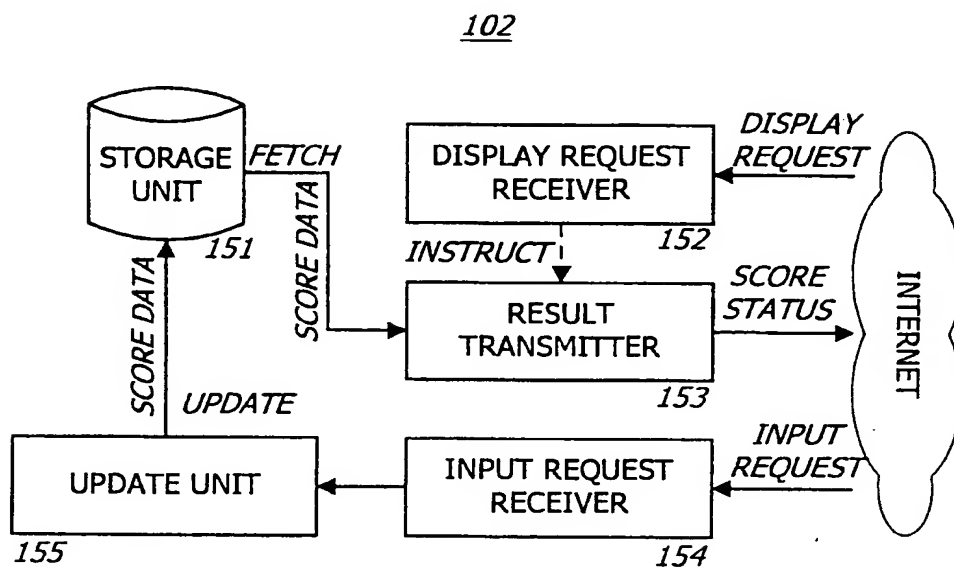 102
STORAGE
UNIT
151
FETCH
SCORE DATA
DISPLAY REQUEST
RECEIVER
152
DISPLAY
REQUEST
INSTRUCT
RESULT
TRANSMITTER
153
SCORE
STATUS
INTERNET
SCORE DATA
UPDATE
UPDATE UNIT
155
INPUT REQUEST
RECEIVER
154
INPUT
REQUEST